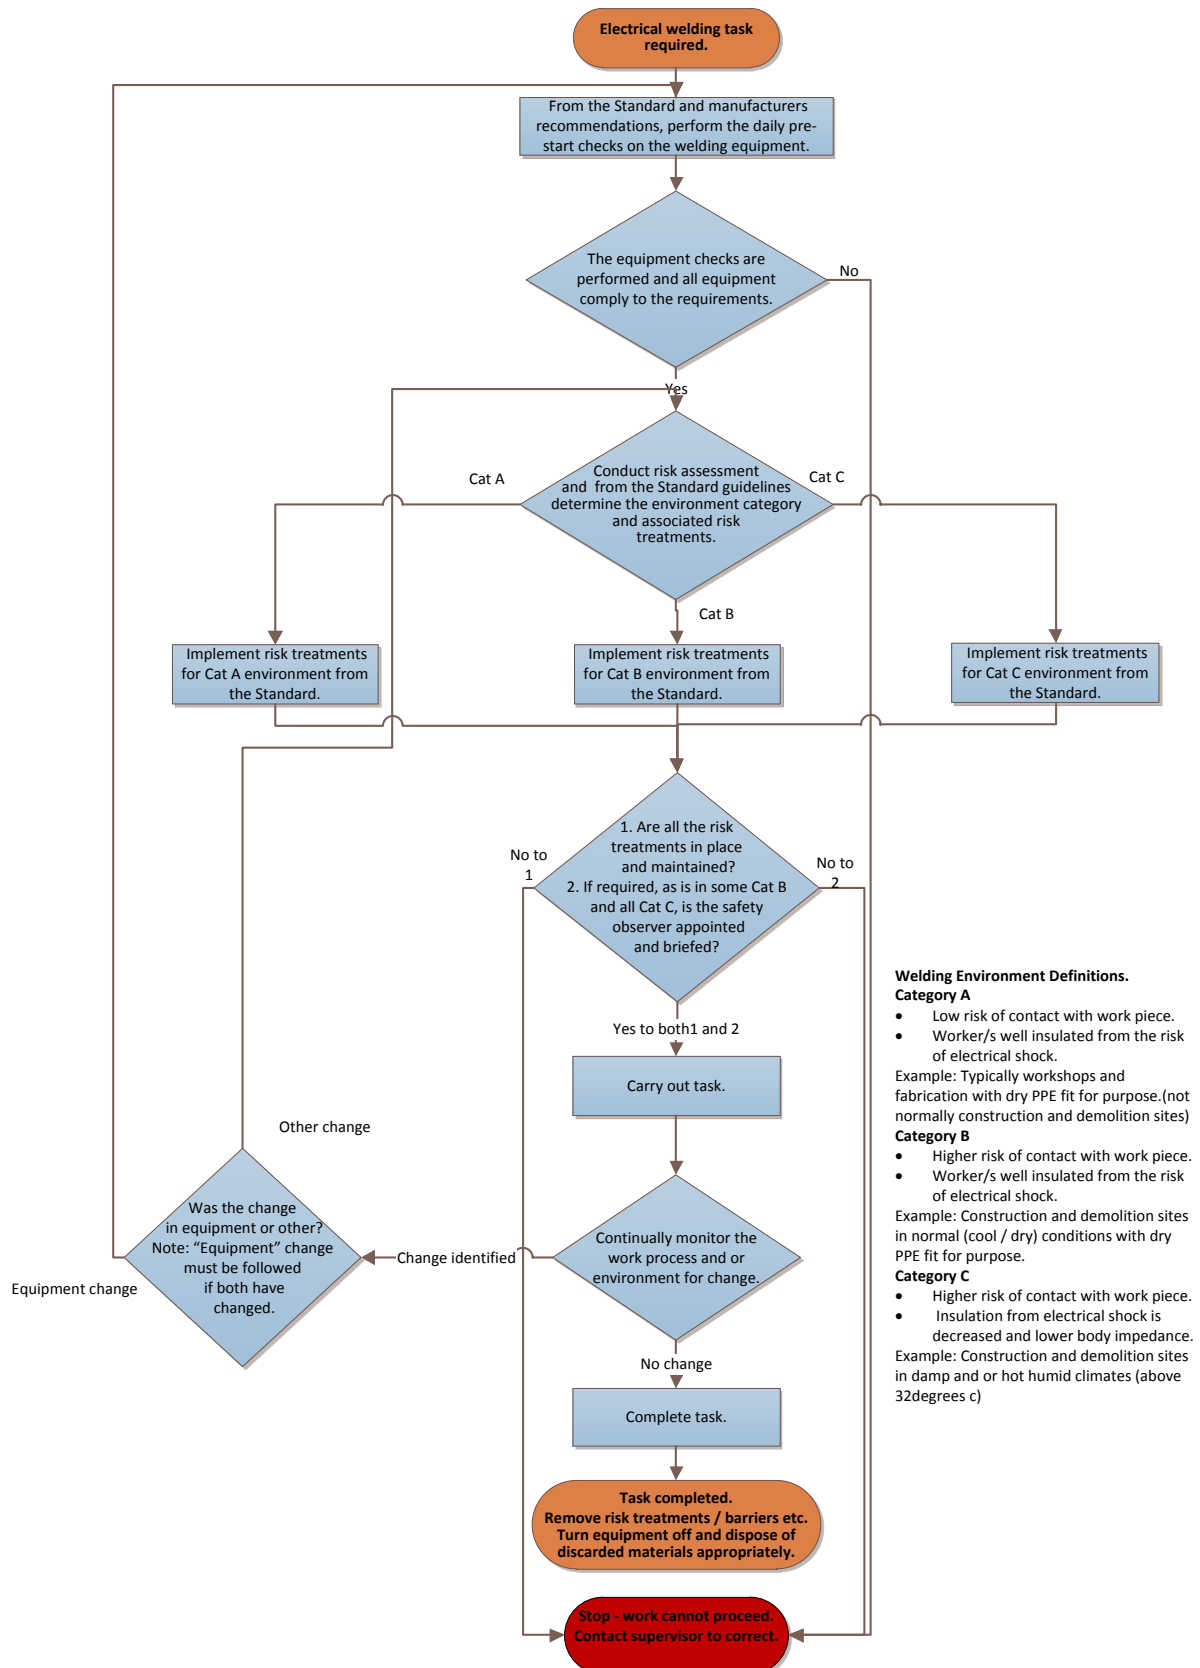 Electrical welding task
required.
From the Standard and manufacturers
recommendations, perform the daily pre-
start checks on the welding equipment.
The equipment checks are
performed and all equipment
comply to the requirements.
No
Yes
Cat A
Conduct risk assessment
and from the Standard guidelines
determine the environment category
and associated risk
treatments.
Cat C
Cat B
Implement risk treatments
for Cat A environment from
the Standard.
Implement risk treatments
for Cat B environment from
the Standard.
Implement risk treatments
for Cat C environment from
the Standard.
No to
1
1. Are all the risk
treatments in place
and maintained?
2. If required, as is in some Cat B
and all Cat C, is the safety
observer appointed
and briefed?
No to
2
Yes to both1 and 2
Carry out task.
Other change
Was the change
in equipment or other?
Note: “Equipment” change
must be followed
if both have
changed.
Equipment change
Change identified
Continually monitor the
work process and or
environment for change.
No change
Complete task.
Task completed.
Remove risk treatments / barriers etc.
Turn equipment off and dispose of
discarded materials appropriately.
Stop - work cannot proceed.
Contact supervisor to correct.
Welding Environment Definitions.
Category A
• Low risk of contact with work piece.
• Worker/s well insulated from the risk
of electrical shock.
Example: Typically workshops and
fabrication with dry PPE fit for purpose.(not
normally construction and demolition sites)
Category B
• Higher risk of contact with work piece.
• Worker/s well insulated from the risk
of electrical shock.
Example: Construction and demolition sites
in normal (cool / dry) conditions with dry
PPE fit for purpose.
Category C
• Higher risk of contact with work piece.
• Insulation from electrical shock is
decreased and lower body impedance.
Example: Construction and demolition sites
in damp and or hot humid climates (above
32degrees c)